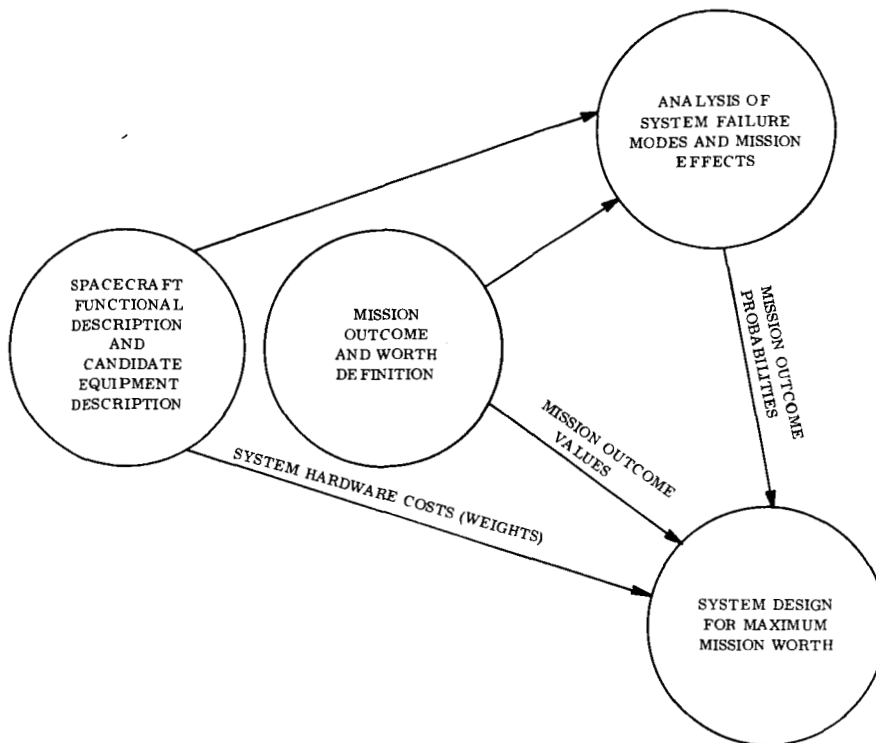 ANALYSIS OF
SYSTEM FAILURE
MODES AND MISSION
EFFECTS
SPACECRAFT
FUNCTIONAL
DESCRIPTION
AND
CANDIDATE
EQUIPMENT
DESCRIPTION
MISSION
OUTCOME
AND WORTH
DEFINITION
MISSION OUTCOME
PROBABILITIES
MISSION OUTCOME
VALUES
SYSTEM HARDWARE COSTS (WEIGHTS)
SYSTEM DESIGN
FOR MAXIMUM
MISSION WORTH